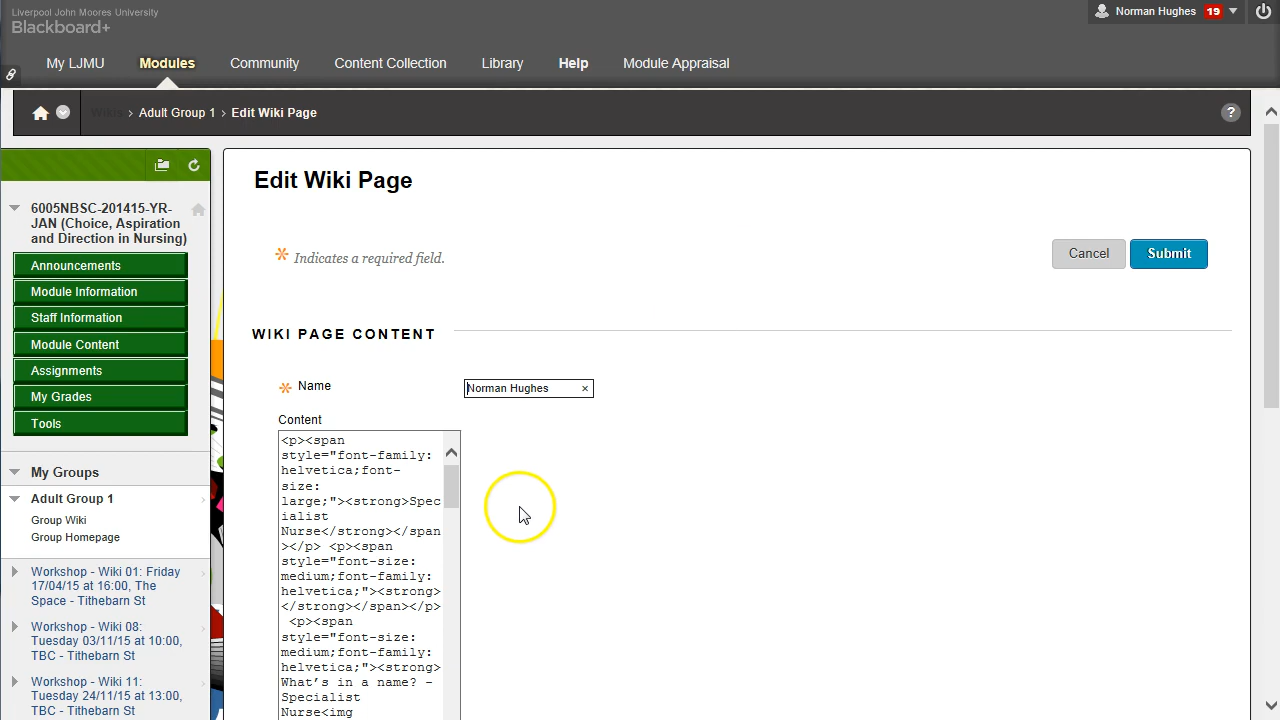 Liverpool John Moores University
Blackboard+
Norman Hughes 19
My LJMU Modules Community Content Collection Library Help Module Appraisal
Wikis > Adult Group 1 > Edit Wiki Page
?
6005NBSC-201415-YR-
JAN (Choice, Aspiration
and Direction in Nursing)
Announcements
Module Information
Staff Information
Module Content
Assignments
My Grades
Tools
My Groups
Adult Group 1
Group Wiki
Group Homepage
Workshop - Wiki 01: Friday
17/04/15 at 16:00, The
Space - Tithebarn St
Workshop - Wiki 08:
Tuesday 03/11/15 at 10:00,
TBC - Tithebarn St
Workshop - Wiki 11:
Tuesday 24/11/15 at 13:00,
TBC - Tithebarn St
Edit Wiki Page
Indicates a required field.
Cancel Submit
WIKI PAGE CONTENT
Name
Norman Hughes ×
Content
<p><span
style="font-family:
helvetica;font-
size:
large;"><strong>Spec
ialist
Nurse</strong></span
></p> <p><span
style="font-size:
medium;font-family:
helvetica;"><strong>
</strong></span></p>
<p><span
style="font-size:
medium;font-family:
helvetica;"><strong>
What's in a name? -
Specialist
Nurse<img